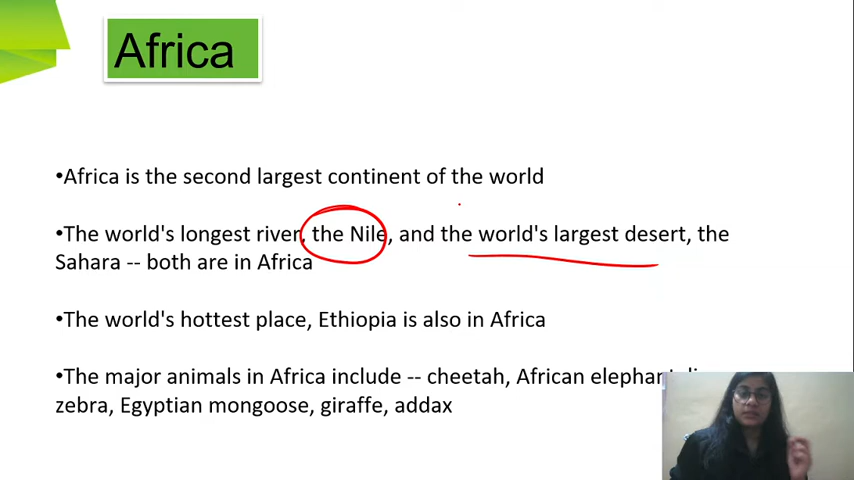 Africa
•Africa is the second largest continent of the world
•The world's longest river, the Nile, and the world's largest desert, the
Sahara -- both are in Africa
•The world's hottest place, Ethiopia is also in Africa
•The major animals in Africa include -- cheetah, African elephant,
zebra, Egyptian mongoose, giraffe, addax